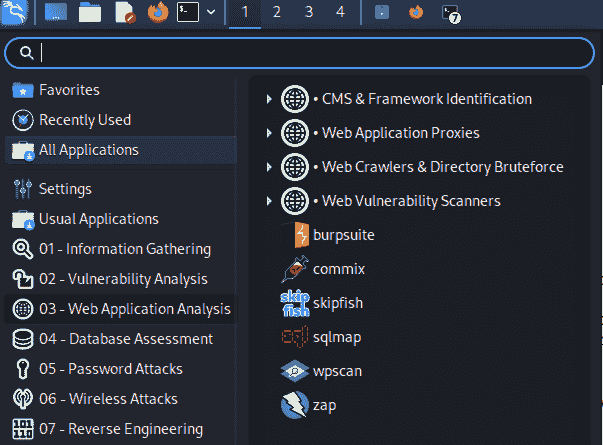 1 2 3 4 7
Favorites
Recently Used
All Applications
Settings
Usual Applications
01 - Information Gathering
02 - Vulnerability Analysis
03 - Web Application Analysis
04 - Database Assessment
05 - Password Attacks
06 - Wireless Attacks
07 - Reverse Engineering
• CMS & Framework Identification
• Web Application Proxies
• Web Crawlers & Directory Bruteforce
• Web Vulnerability Scanners
burpsuite
commix
skip fish skipfish
sqlmap
wpscan
zap